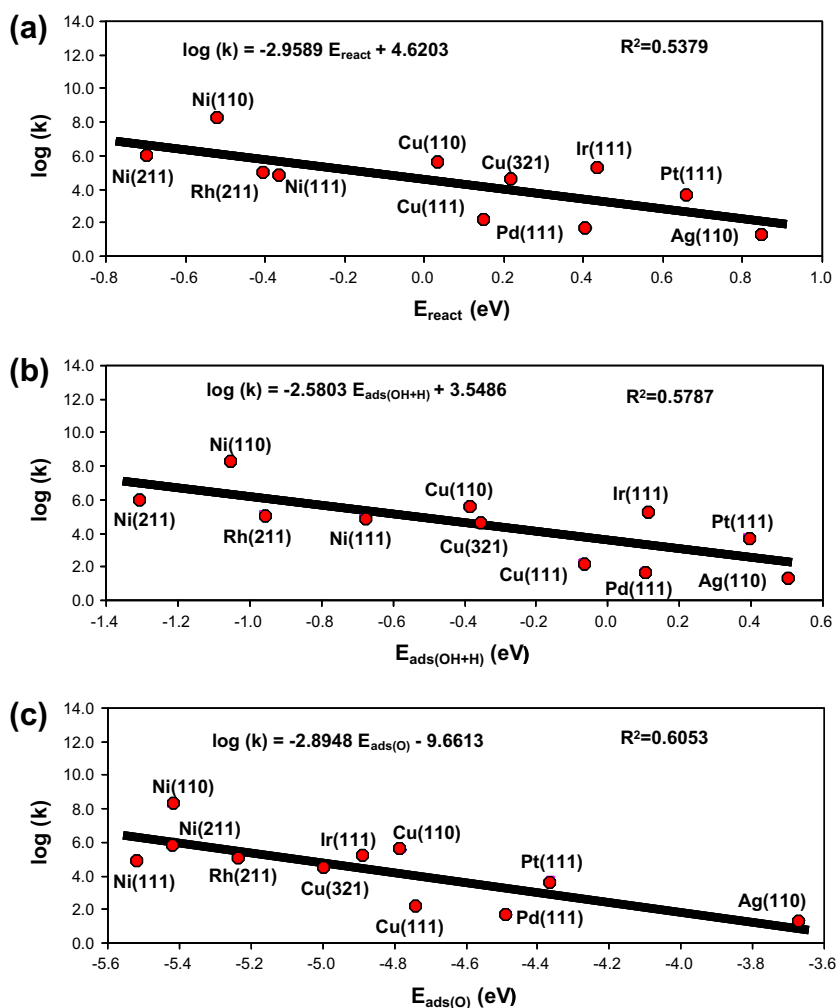 (a)
log (k) = -2.9589 E_react + 4.6203
R²=0.5379
14.0
12.0
10.0
8.0
6.0
4.0
2.0
0.0
log (k)
Ni(110)
Ni(211)
Rh(211)
Ni(111)
Cu(110)
Cu(321)
Cu(111)
Ir(111)
Pd(111)
Pt(111)
Ag(110)
-0.8 -0.6 -0.4 -0.2 0.0 0.2 0.4 0.6 0.8 1.0
E_react (eV)
(b)
log (k) = -2.5803 E_ads(OH+H) + 3.5486
R²=0.5787
14.0
12.0
10.0
8.0
6.0
4.0
2.0
0.0
log (k)
Ni(110)
Ni(211)
Rh(211)
Ni(111)
Cu(110)
Cu(321)
Cu(111)
Ir(111)
Pd(111)
Pt(111)
Ag(110)
-1.4 -1.2 -1.0 -0.8 -0.6 -0.4 -0.2 0.0 0.2 0.4 0.6
E_ads(OH+H) (eV)
(c)
log (k) = -2.8948 E_ads(O) - 9.6613
R²=0.6053
14.0
12.0
10.0
8.0
6.0
4.0
2.0
0.0
log (k)
Ni(110)
Ni(211)
Ni(111)
Rh(211)
Ir(111)
Cu(321)
Cu(110)
Cu(111)
Pt(111)
Pd(111)
Ag(110)
-5.6 -5.4 -5.2 -5.0 -4.8 -4.6 -4.4 -4.2 -4.0 -3.8 -3.6
E_ads(O) (eV)